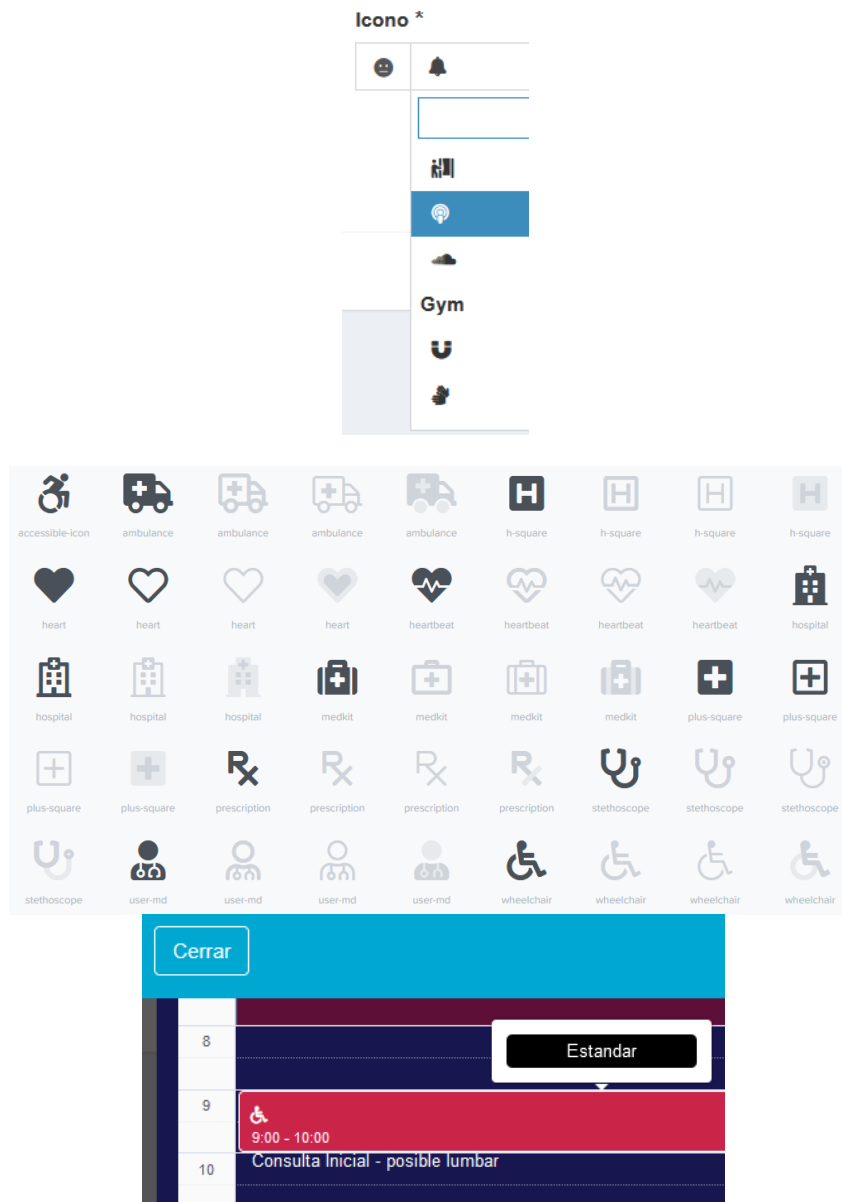 Icono *
Gym
accessible-icon ambulance ambulance ambulance ambulance h-square h-square h-square h-square
heart heart heart heart heartbeat heartbeat heartbeat heartbeat hospital
hospital hospital hospital medkit medkit medkit medkit plus-square plus-square
plus-square plus-square prescription prescription prescription prescription stethoscope stethoscope stethoscope
stethoscope user-md user-md user-md user-md wheelchair wheelchair wheelchair wheelchair
Cerrar
8
Estandar
9
9:00 - 10:00
10 Consulta Inicial - posible lumbar